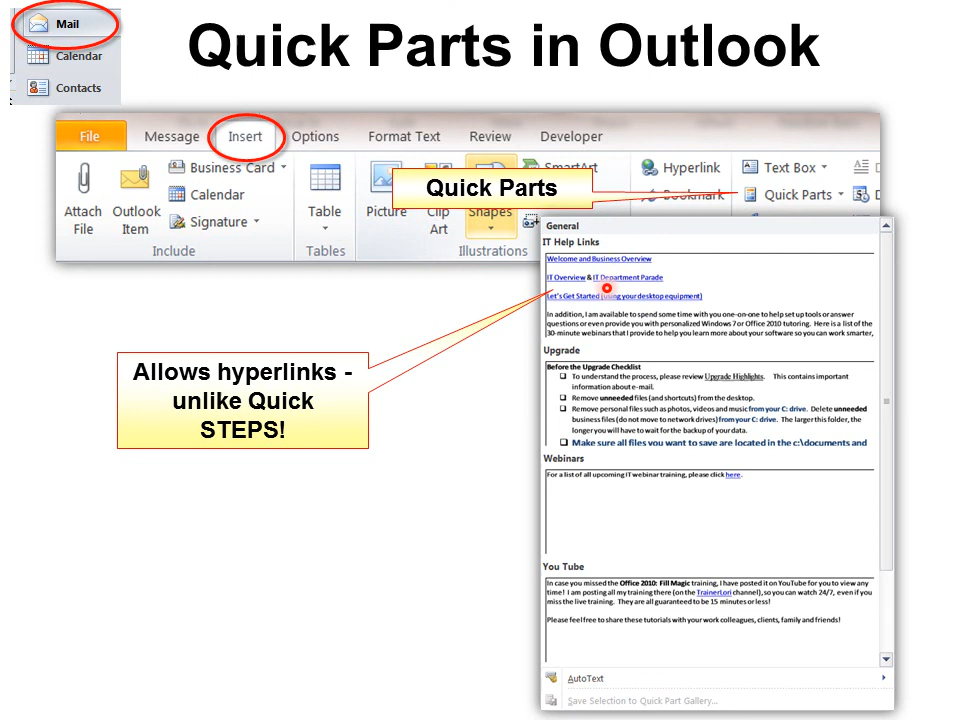 Mail
Calendar
Contacts
Quick Parts in Outlook
File Message Insert Options Format Text Review Developer
Attach File
Outlook Item
Business Card
Calendar
Signature
Include
Table
Tables
Picture
Clip Art
Shapes
SmartArt
Illustrations
Hyperlink
Bookmark
Text Box
Quick Parts
Quick Parts
Allows hyperlinks -
unlike Quick
STEPS!
General
IT Help Links
Welcome and Business Overview
IT Overview & IT Department Parade
Let's Get Started (using your desktop equipment)
In addition, I am available to spend some time with you one-on-one to help set up tools or answer
questions or even provide you with personalized Windows 7 or Office 2010 tutoring. Here is a list of the
30-minute webinars that I provide to help you learn more about your software so you can work smarter,
Upgrade
Before the Upgrade Checklist
❑ To understand the process, please review Upgrade Highlights. This contains important
information about e-mail.
❑ Remove unneeded files (and shortcuts) from the desktop.
❑ Remove personal files such as photos, videos and music from your C: drive. Delete unneeded
business files (do not move to network drives) from your C: drive. The larger this folder, the
longer you will have to wait for the backup of your data.
❑ Make sure all files you want to save are located in the c:\documents and
Webinars
For a list of all upcoming IT webinar training, please click here.
You Tube
In case you missed the Office 2010: Fill Magic training, I have posted it on YouTube for you to view any
time! I am posting all my training there (on the TrainerLori channel), so you can watch 24/7, even if you
miss the live training. They are all guaranteed to be 15 minutes or less!
Please feel free to share these tutorials with your work colleagues, clients, family and friends!
AutoText
Save Selection to Quick Part Gallery...